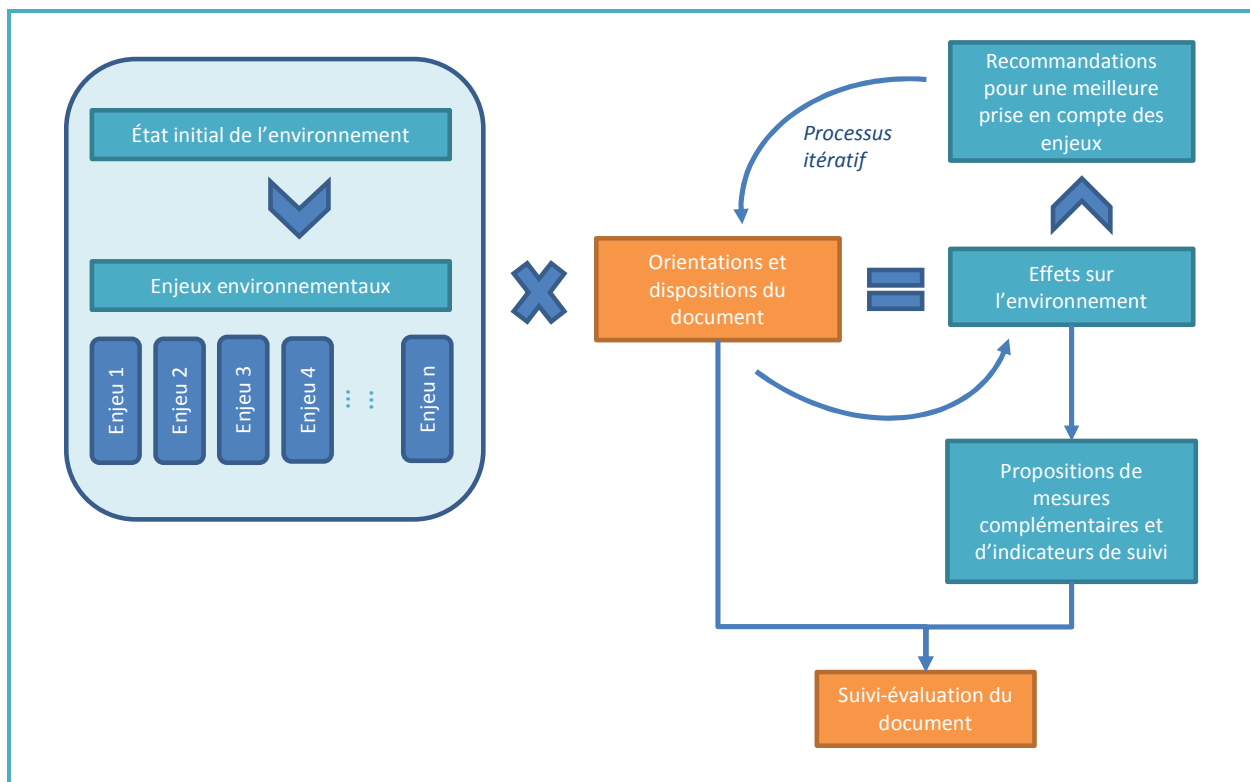 État initial de l’environnement
Enjeux environnementaux
Enjeu 1
Enjeu 2
Enjeu 3
Enjeu 4
... ...
Enjeu n
Orientations et
dispositions du
document
Processus
itératif
Recommandations
pour une meilleure
prise en compte des
enjeux
Effets sur
l’environnement
Propositions de
mesures
complémentaires et
d’indicateurs de suivi
Suivi-évaluation du
document